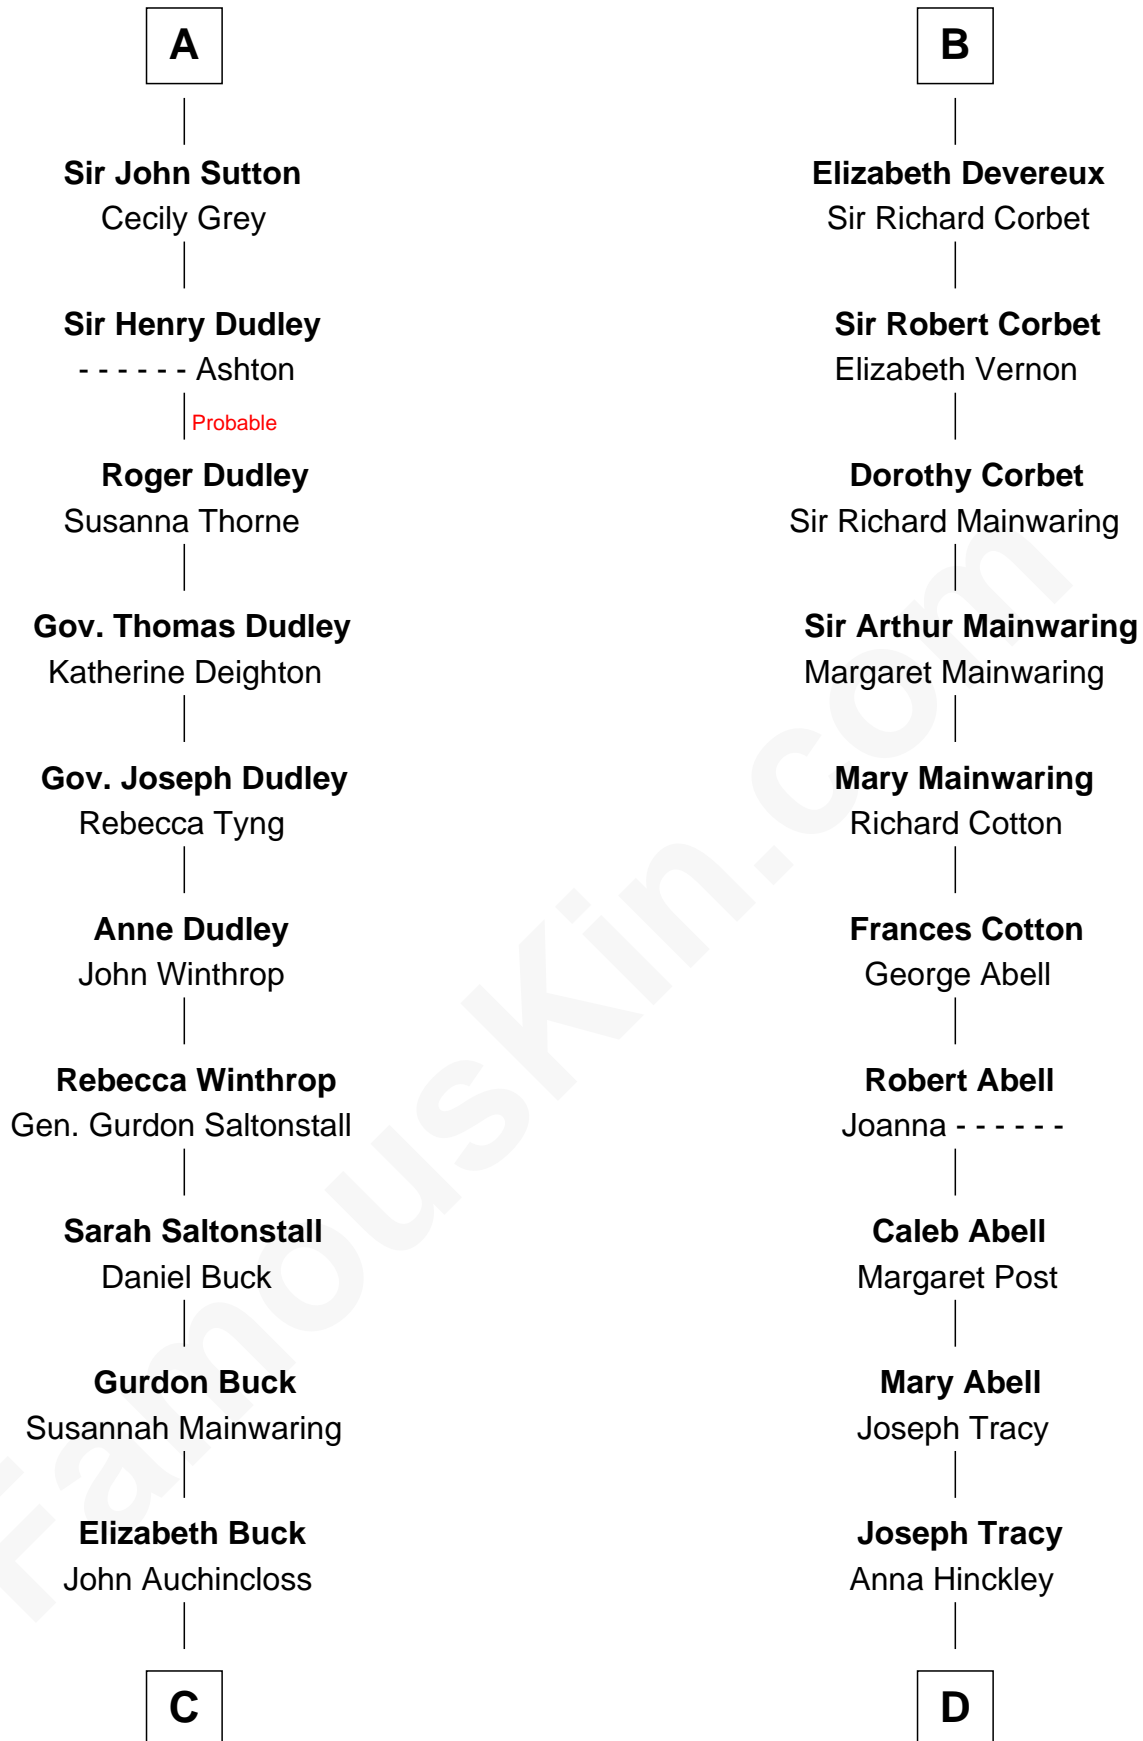 A
Sir John Sutton
Cecily Grey
Sir Henry Dudley
- - - - - - Ashton
Probable
Roger Dudley
Susanna Thorne
Gov. Thomas Dudley
Katherine Deighton
Gov. Joseph Dudley
Rebecca Tyng
Anne Dudley
John Winthrop
Rebecca Winthrop
Gen. Gurdon Saltonstall
Sarah Saltonstall
Daniel Buck
Gurdon Buck
Susannah Mainwaring
Elizabeth Buck
John Auchincloss
C
B
Elizabeth Devereux
Sir Richard Corbet
Sir Robert Corbet
Elizabeth Vernon
Dorothy Corbet
Sir Richard Mainwaring
Sir Arthur Mainwaring
Margaret Mainwaring
Mary Mainwaring
Richard Cotton
Frances Cotton
George Abell
Robert Abell
Joanna - - - - - -
Caleb Abell
Margaret Post
Mary Abell
Joseph Tracy
Joseph Tracy
Anna Hinckley
D
FamousKin.com